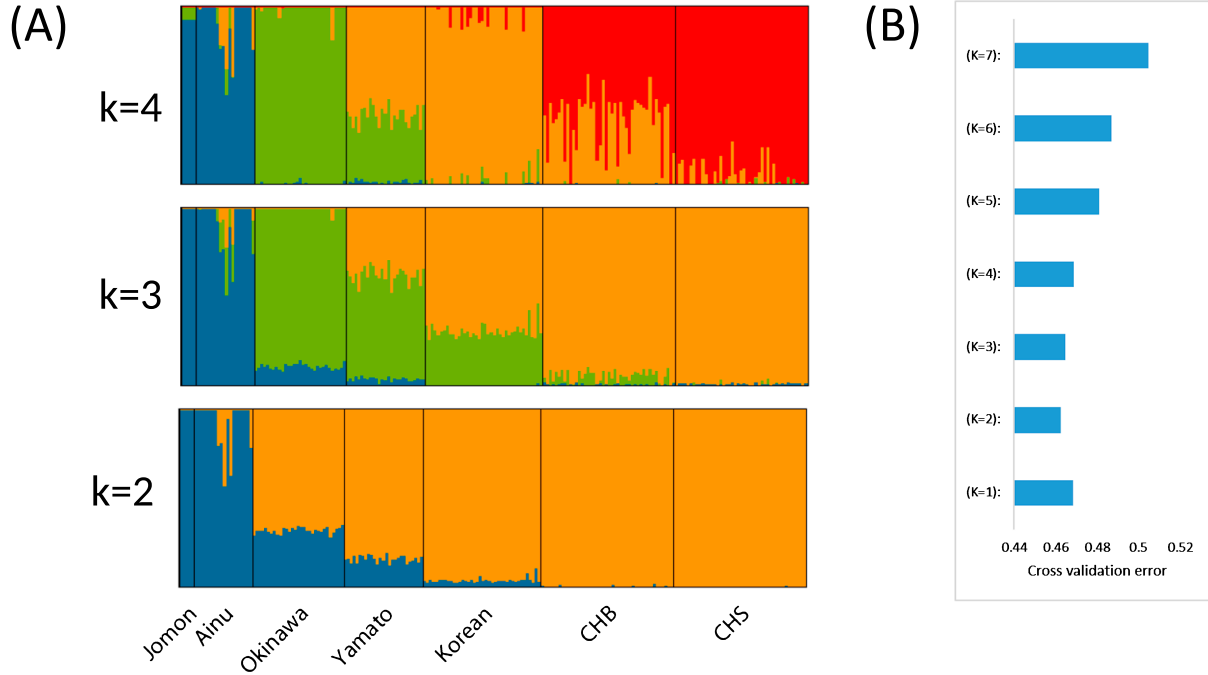 (A)
k=4
k=3
k=2
Jomon
Ainu
Okinawa
Yamato
Korean
CHB
CHS
(B)
(K=7):
(K=6):
(K=5):
(K=4):
(K=3):
(K=2):
(K=1):
0.44 0.46 0.48 0.5 0.52
Cross validation error